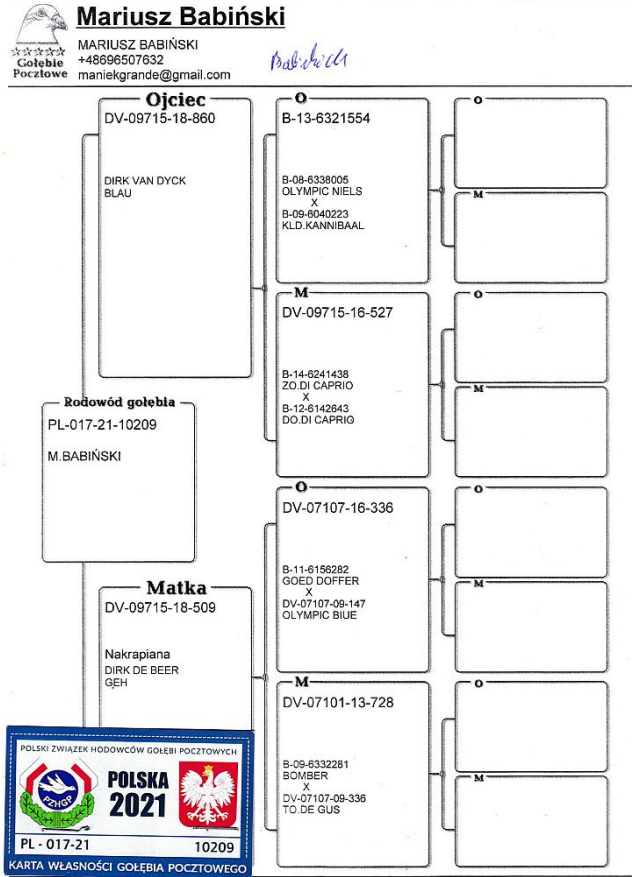 Mariusz Babiński
Gołębie
Pocztowe
MARIUSZ BABIŃSKI
+48696507632
maniekgrande@gmail.com
Ojciec
DV-09715-18-860
DIRK VAN DYCK
BLAU
O
B-13-6321554
B-08-6338005
OLYMPIC NIELS
X
B-09-6040223
KLD.KANNIBAAL
O
M
M
DV-09715-16-527
B-14-6241438
ZO.DI CAPRIO
X
B-12-6142643
DO.DI CAPRIO
O
M
Rodowód gołębia
PL-017-21-10209
M.BABIŃSKI
O
DV-07107-16-336
B-11-6156282
GOED DOFFER
X
DV-07107-09-147
OLYMPIC BIUE
O
M
Matka
DV-09715-18-509
Nakrapiana
DIRK DE BEER
GEH
M
DV-07101-13-728
B-09-6332281
BOMBER
X
DV-07107-09-336
TO.DE GUS
O
M
POLSKI ZWIĄZEK HODOWCÓW GOŁĘBI POCZTOWYCH
PZHGP
POLSKA
2021
PL - 017-21
10209
KARTA WŁASNOŚCI GOŁĘBIA POCZTOWEGO